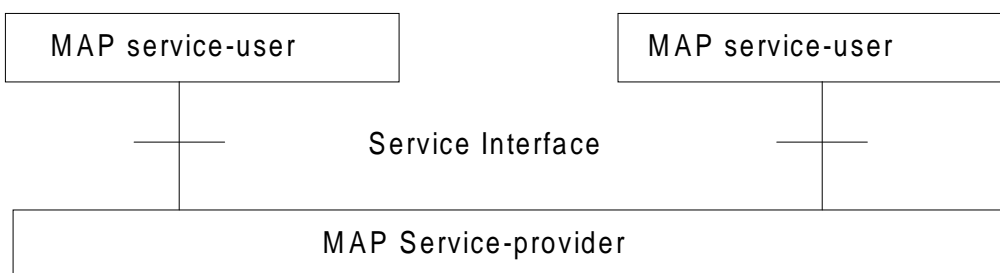 MAP service-user
MAP service-user
Service Interface
MAP Service-provider